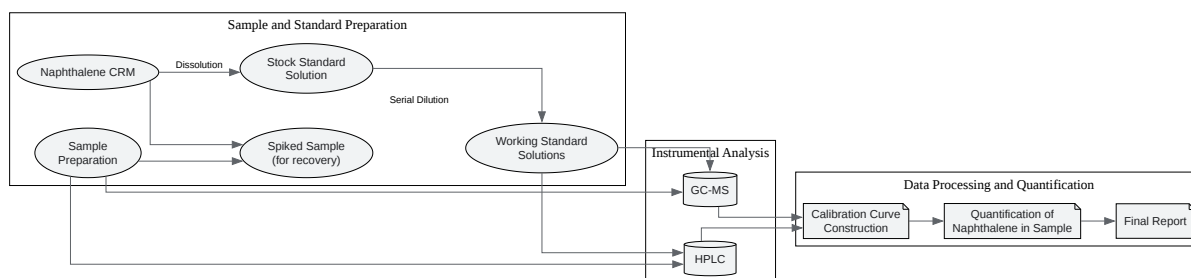 Sample and Standard Preparation
Naphthalene CRM
Dissolution
Stock Standard
Solution
Serial Dilution
Sample
Preparation
Spiked Sample
(for recovery)
Working Standard
Solutions
Instrumental Analysis
GC-MS
HPLC
Data Processing and Quantification
Calibration Curve
Construction
Quantification of
Naphthalene in Sample
Final Report